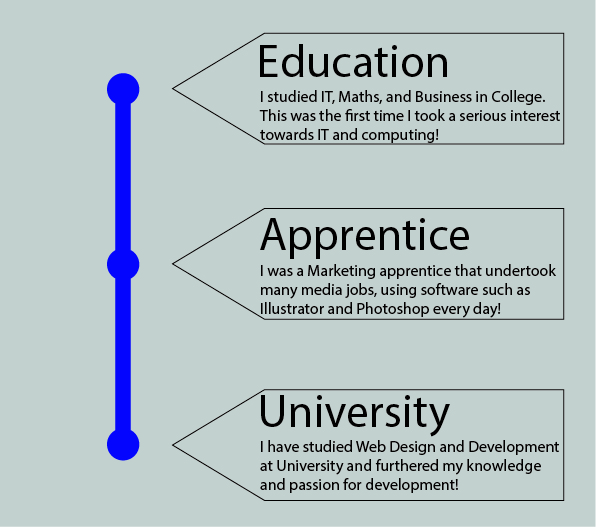 Education
I studied IT, Maths, and Business in College.
This was the first time I took a serious interest
towards IT and computing!
Apprentice
I was a Marketing apprentice that undertook
many media jobs, using software such as
Illustrator and Photoshop every day!
University
I have studied Web Design and Development
at University and furthered my knowledge
and passion for development!